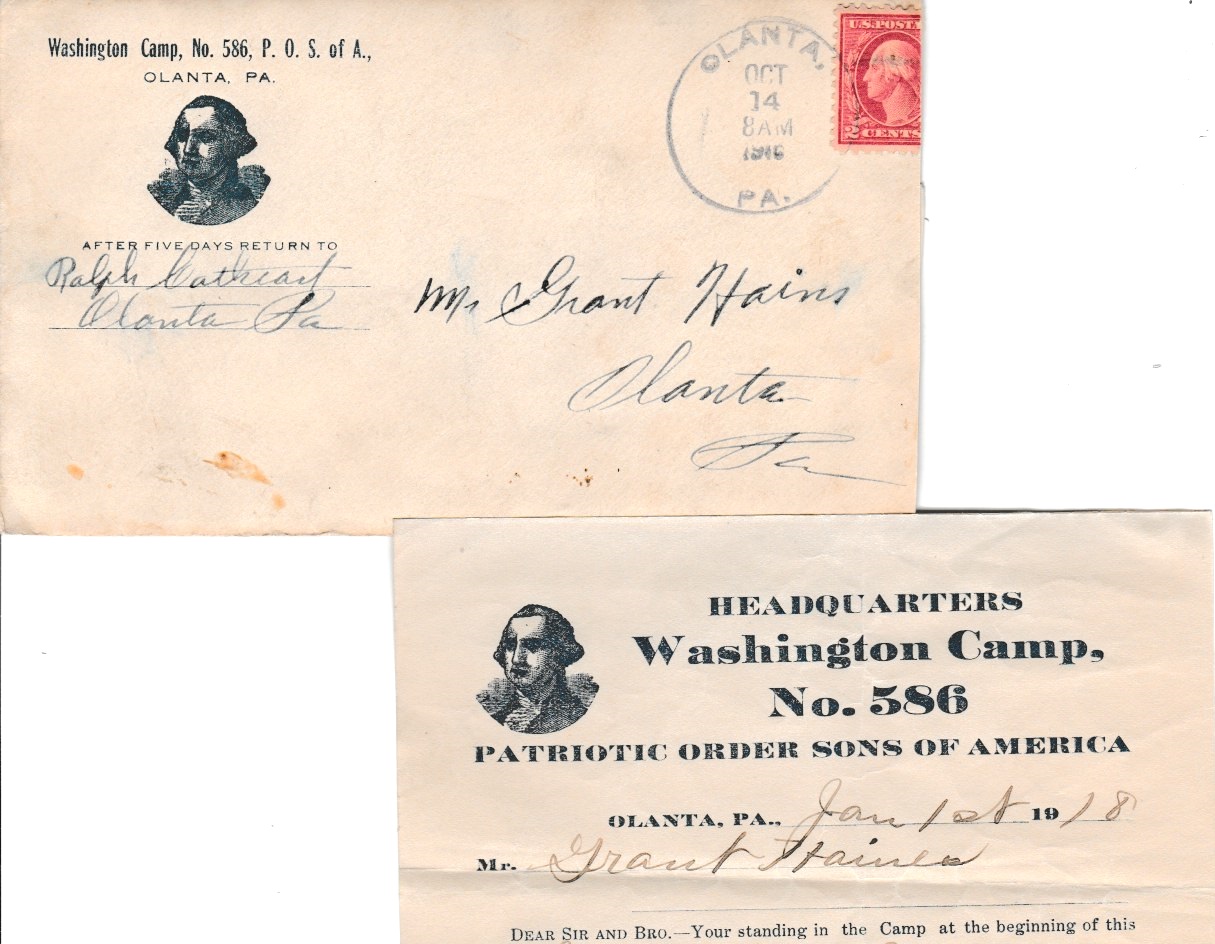 Washington Camp, No. 586, P. O. S. of A.,
OLANTA, PA.
AFTER FIVE DAYS RETURN TO
Ralph Cathcart
Olanta Pa
OLANTA,
OCT
14
8 AM
PA.
U.S. POSTA
2 CENTS
Mr Grant Hains
Olanta
Pa
HEADQUARTERS
Washington Camp,
No. 586
PATRIOTIC ORDER SONS OF AMERICA
OLANTA, PA., Jan 1st 1918
Mr. Grant Haines
DEAR SIR AND BRO.—Your standing in the Camp at the beginning of this